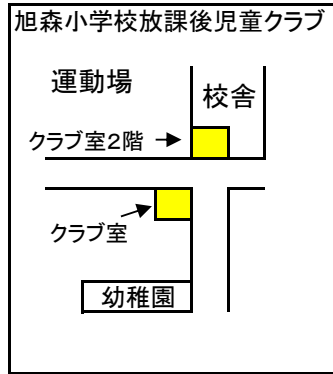 旭森小学校放課後児童クラブ
運動場
校舎
クラブ室2階
クラブ室
幼稚園